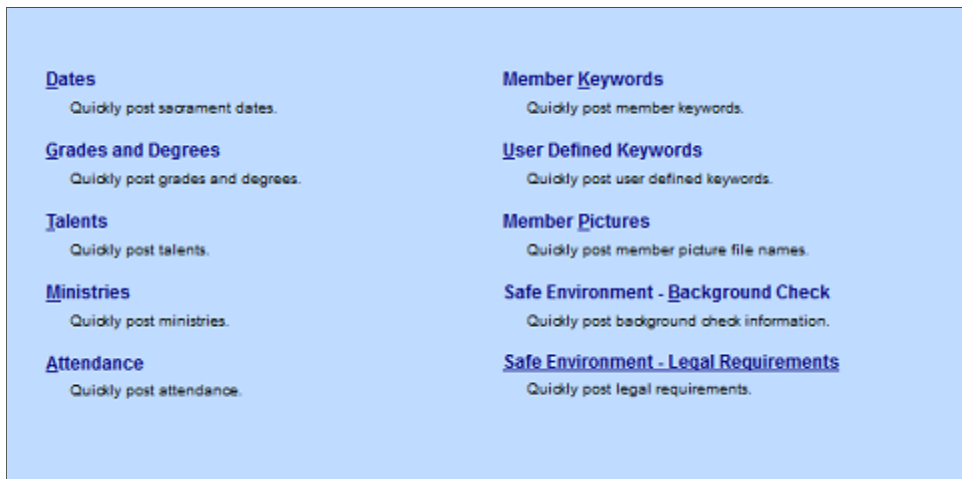 Dates
Quickly post sacrament dates.
Grades and Degrees
Quickly post grades and degrees.
Talents
Quickly post talents.
Ministries
Quickly post ministries.
Attendance
Quickly post attendance.
Member Keywords
Quickly post member keywords.
User Defined Keywords
Quickly post user defined keywords.
Member Pictures
Quickly post member picture file names.
Safe Environment - Background Check
Quickly post background check information.
Safe Environment - Legal Requirements
Quickly post legal requirements.